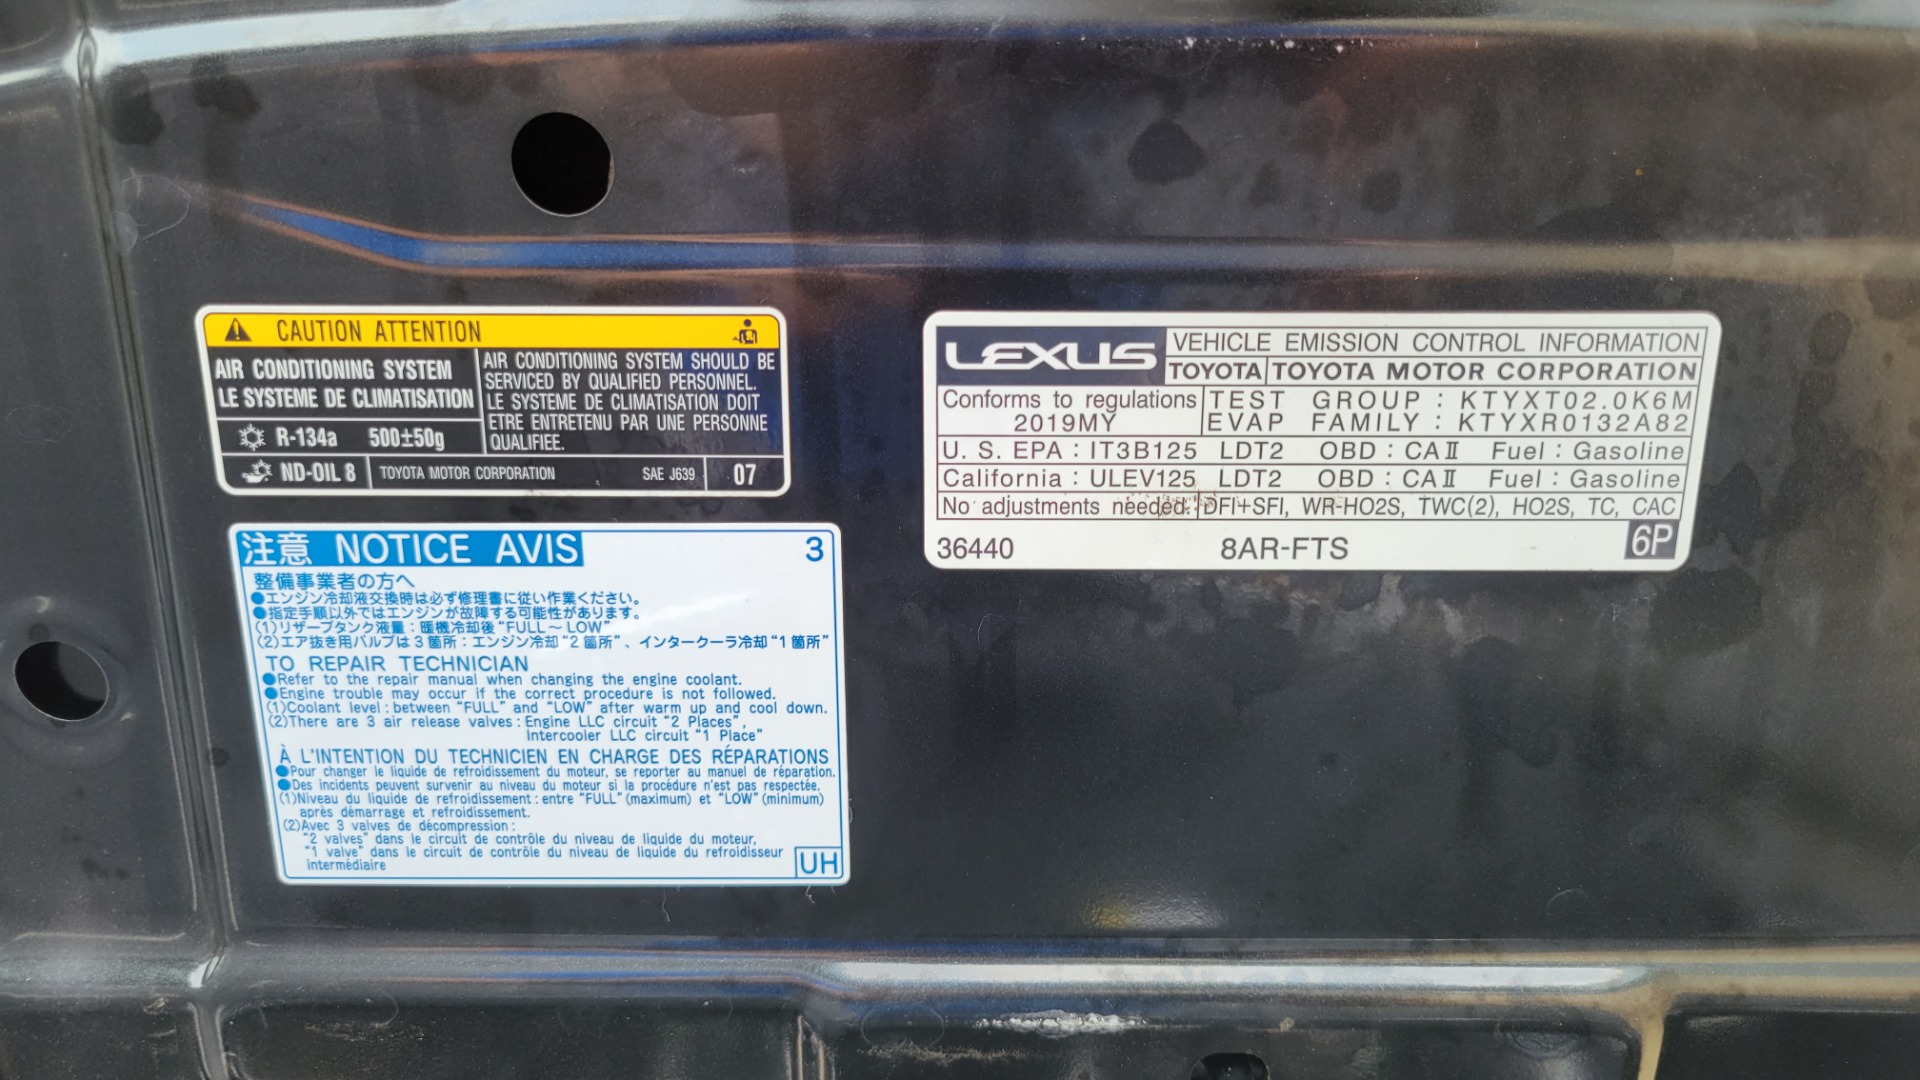 CAUTION ATTENTION
AIR CONDITIONING SYSTEM
LE SYSTEME DE CLIMATISATION
R-134a 500±50g
AIR CONDITIONING SYSTEM SHOULD BE
SERVICED BY QUALIFIED PERSONNEL.
LE SYSTEME DE CLIMATISATION DOIT
ETRE ENTRETENU PAR UNE PERSONNE
QUALIFIEE.
ND-OIL 8 TOYOTA MOTOR CORPORATION SAE J639 07
注意 NOTICE AVIS 3
整備事業者の方へ
●エンジン冷却液交換時は必ず修理書に従い作業ください。
●指定手順以外ではエンジンが故障する可能性があります。
(1)リザーブタンク液量：暖機冷却後“FULL～LOW”
(2)エア抜き用バルブは3箇所：エンジン冷却“2箇所”、インタークーラ冷却“1箇所”
TO REPAIR TECHNICIAN
●Refer to the repair manual when changing the engine coolant.
●Engine trouble may occur if the correct procedure is not followed.
(1)Coolant level : between “FULL” and “LOW” after warm up and cool down.
(2)There are 3 air release valves : Engine LLC circuit “2 Places”,
Intercooler LLC circuit “1 Place”
À L'INTENTION DU TECHNICIEN EN CHARGE DES RÉPARATIONS
●Pour changer le liquide de refroidissement du moteur, se reporter au manuel de réparation.
●Des incidents peuvent survenir au niveau du moteur si la procédure n'est pas respectée.
(1)Niveau du liquide de refroidissement : entre “FULL” (maximum) et “LOW” (minimum)
après démarrage et refroidissement.
(2)Avec 3 valves de décompression :
“2 valves” dans le circuit de contrôle du niveau de liquide du moteur,
“1 valve” dans le circuit de contrôle du niveau de liquide du refroidisseur
intermédiaire
UH
LEXUS VEHICLE EMISSION CONTROL INFORMATION
TOYOTA TOYOTA MOTOR CORPORATION
Conforms to regulations
2019MY
TEST GROUP : KTYXT02.0K6M
EVAP FAMILY : KTYXR0132A82
U. S. EPA : IT3B125 LDT2 OBD : CAⅡ Fuel : Gasoline
California : ULEV125 LDT2 OBD : CAⅡ Fuel : Gasoline
No adjustments needed. DFI+SFI, WR-HO2S, TWC(2), HO2S, TC, CAC
36440 8AR-FTS 6P